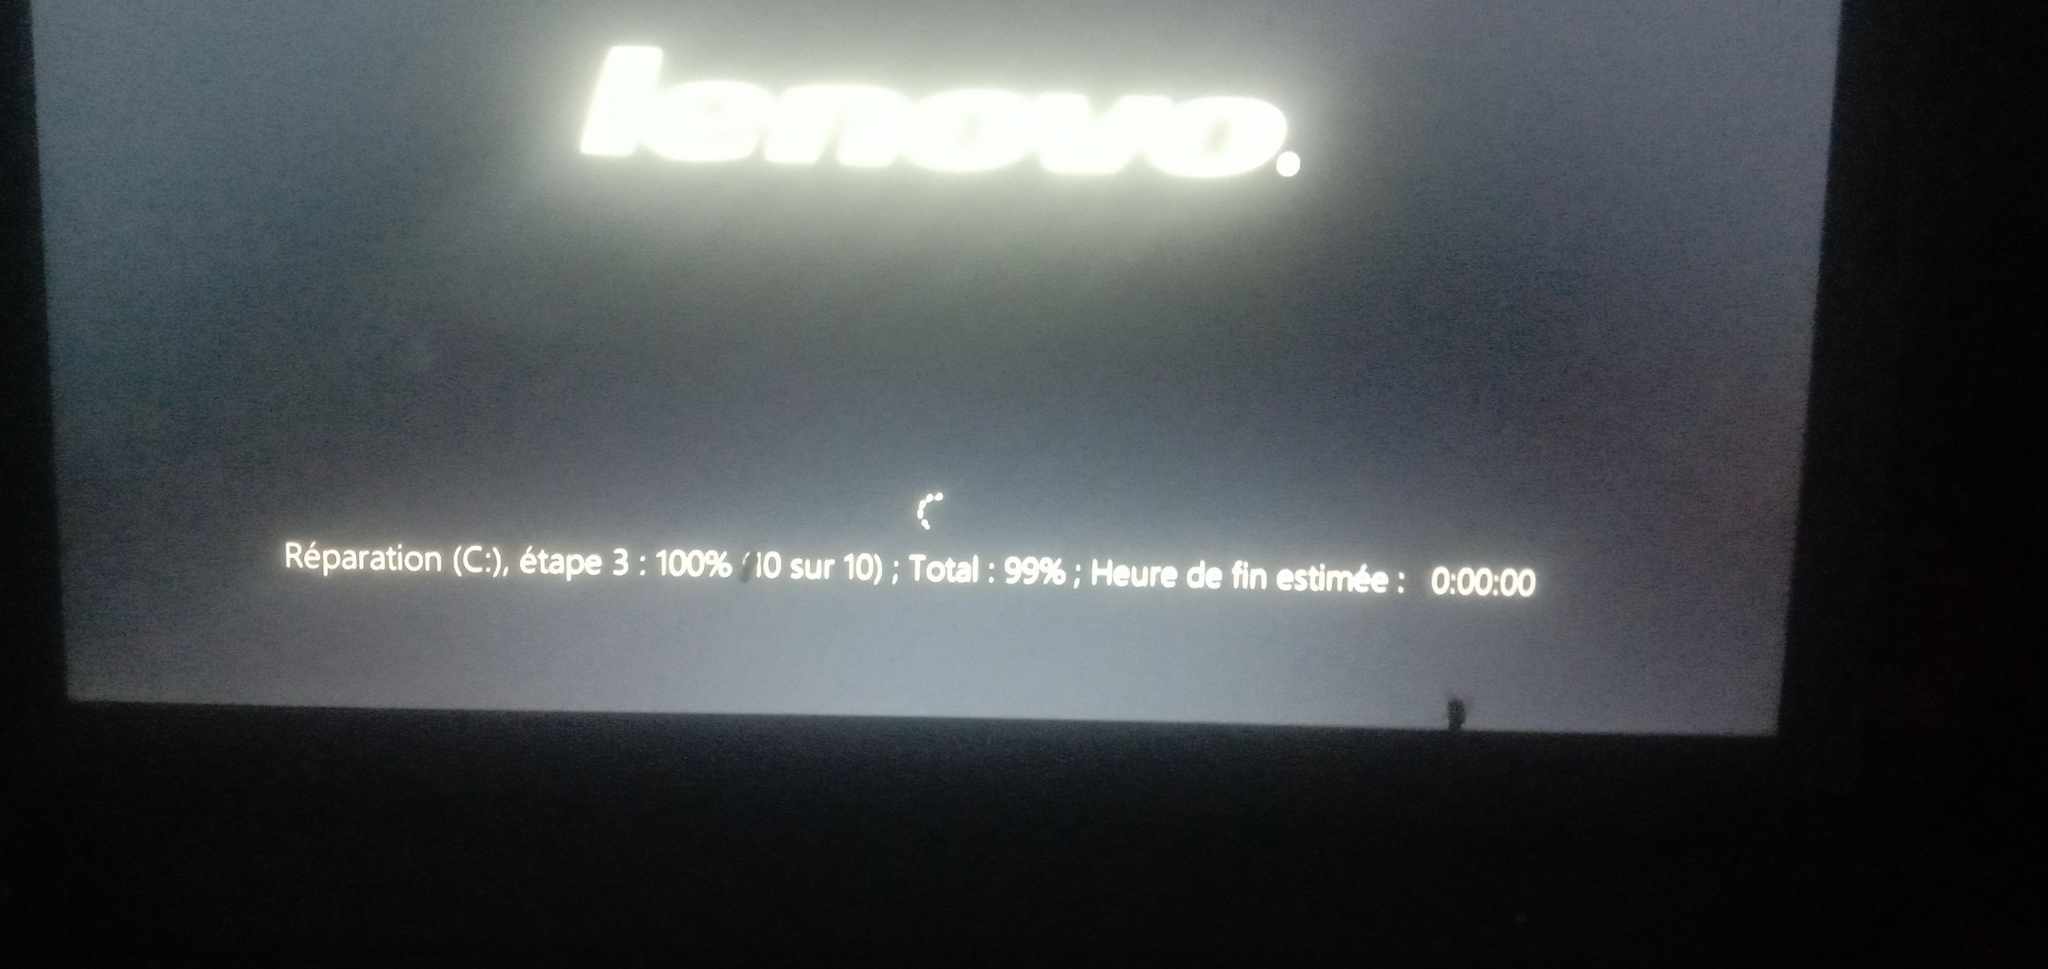 lenovo.
Réparation (C:), étape 3 : 100% (10 sur 10) ; Total : 99% ; Heure de fin estimée : 0:00:00